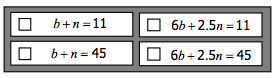 □ b + n = 11
□ 6b + 2.5n = 11
□ b + n = 45
□ 6b + 2.5n = 45